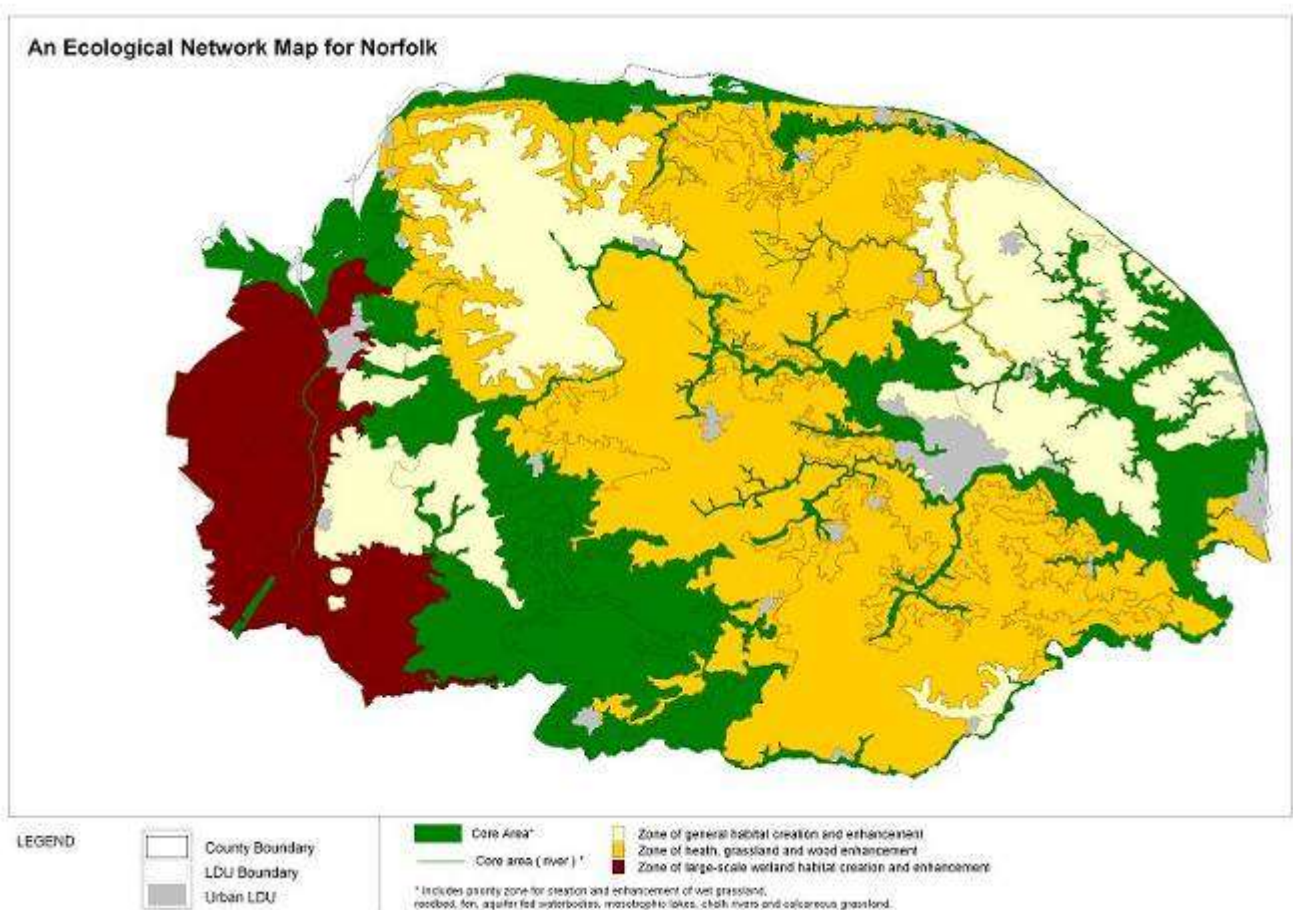 An Ecological Network Map for Norfolk
LEGEND
County Boundary
LDU Boundary
Urban LDU
Core Area*
Core area ( river ) *
Zone of general habitat creation and enhancement
Zone of heath, grassland and wood enhancement
Zone of large-scale wetland habitat creation and enhancement
* Includes priority zone for creation and enhancement of wet grassland,
reedbed, fen, aquifer fed waterbodies, mesotrophic lakes, chalk rivers and calcareous grassland.